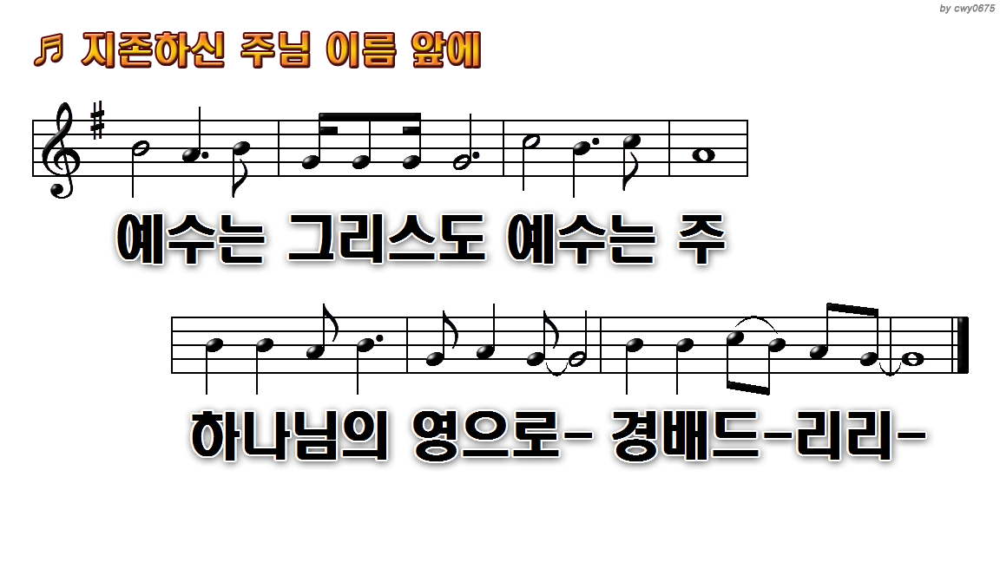 by cwy0675
♬ 지존하신 주님 이름 앞에
예수는 그리스도 예수는 주
하나님의 영으로- 경배드-리리-